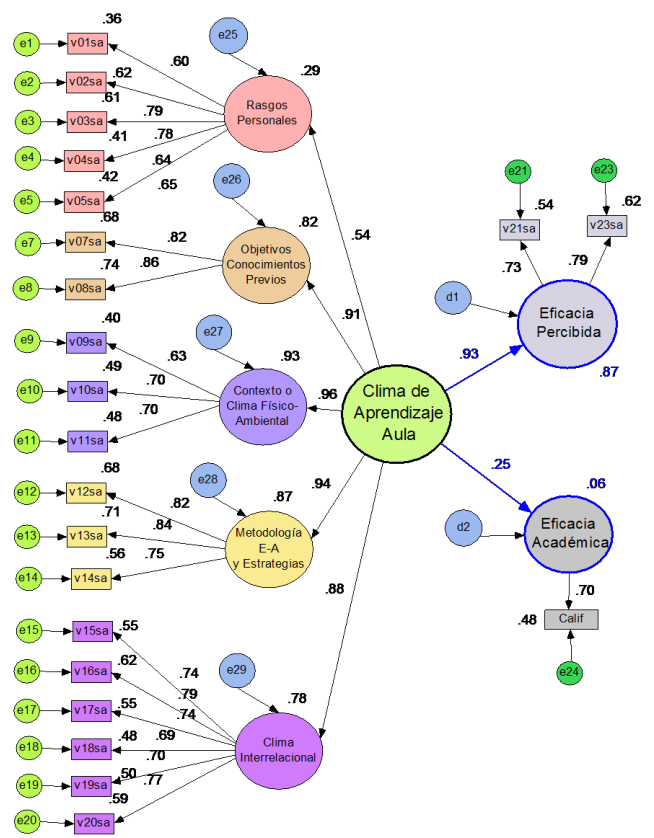 .36
e1
v01sa
e25
.60
.29
.62
e2
v02sa
.61
Rasgos
Personales
e3
v03sa
.79
.41
.78
e4
v04sa
.64
.42
e5
v05sa
.65
.68
e26
.82
e7
v07sa
.82
Objetivos
Conocimientos
Previos
.74
.86
e8
v08sa
.54
.91
.40
e27
.93
e9
v09sa
.63
.49
e10
v10sa
.70
Contexto o
Clima Físico-
Ambiental
.96
.48
.70
e11
v11sa
Clima de
Aprendizaje
Aula
.68
e28
.87
.94
e12
v12sa
.82
.71
e13
v13sa
.84
Metodología
E-A
y Estrategias
.56
.75
e14
v14sa
.88
e15
v15sa
.55
.74
e29
.78
e16
v16sa
.62
.79
e17
v17sa
.55
.74
e18
v18sa
.48
.69
Clima
Interrelacional
e19
v19sa
.50
.70
e20
v20sa
.59
.77
e21
e23
.54
.62
v21sa
v23sa
.73
.79
d1
Eficacia
Percibida
.93
.87
.25
.06
d2
Eficacia
Académica
.70
.48
Calif
e24